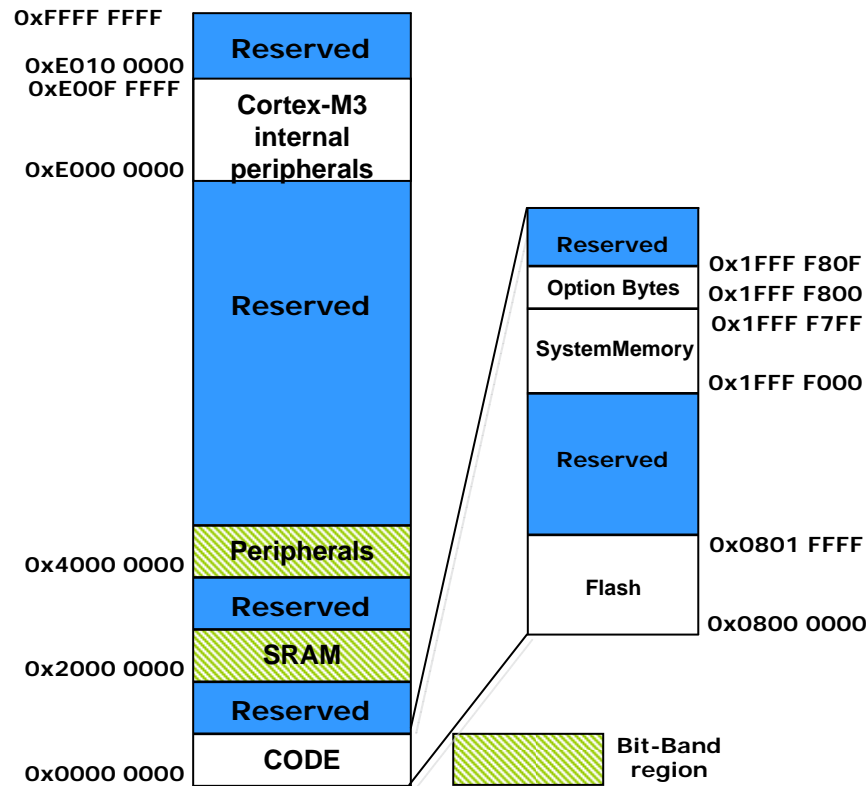 0xFFFF FFFF
Reserved
0xE010 0000
0xE00F FFFF
Cortex-M3
internal
peripherals
0xE000 0000
Reserved
Peripherals
0x4000 0000
Reserved
SRAM
0x2000 0000
Reserved
CODE
0x0000 0000
Reserved
0x1FFF F80F
Option Bytes
0x1FFF F800
0x1FFF F7FF
SystemMemory
0x1FFF F000
Reserved
0x0801 FFFF
Flash
0x0800 0000
Bit-Band
region